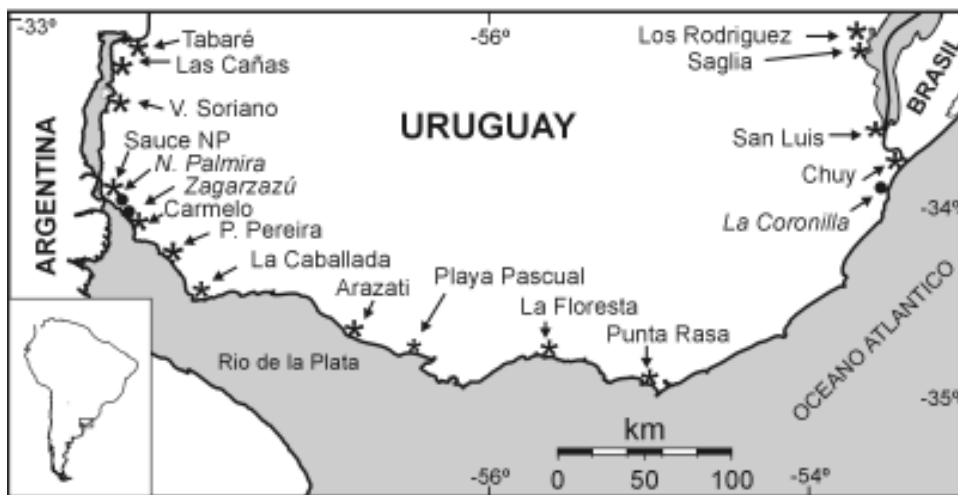 -33º
-56º
Tabaré
Las Cañas
V. Soriano
Sauce NP
N. Palmira
Zagarzazú
Carmelo
P. Pereira
La Caballada
Arazati
Playa Pascual
La Floresta
Punta Rasa
Los Rodriguez
Saglia
San Luis
Chuy
La Coronilla
URUGUAY
ARGENTINA
BRASIL
-34º
Rio de la Plata
OCEANO ATLANTICO
-35º
km
0 50 100
-56º
-54º